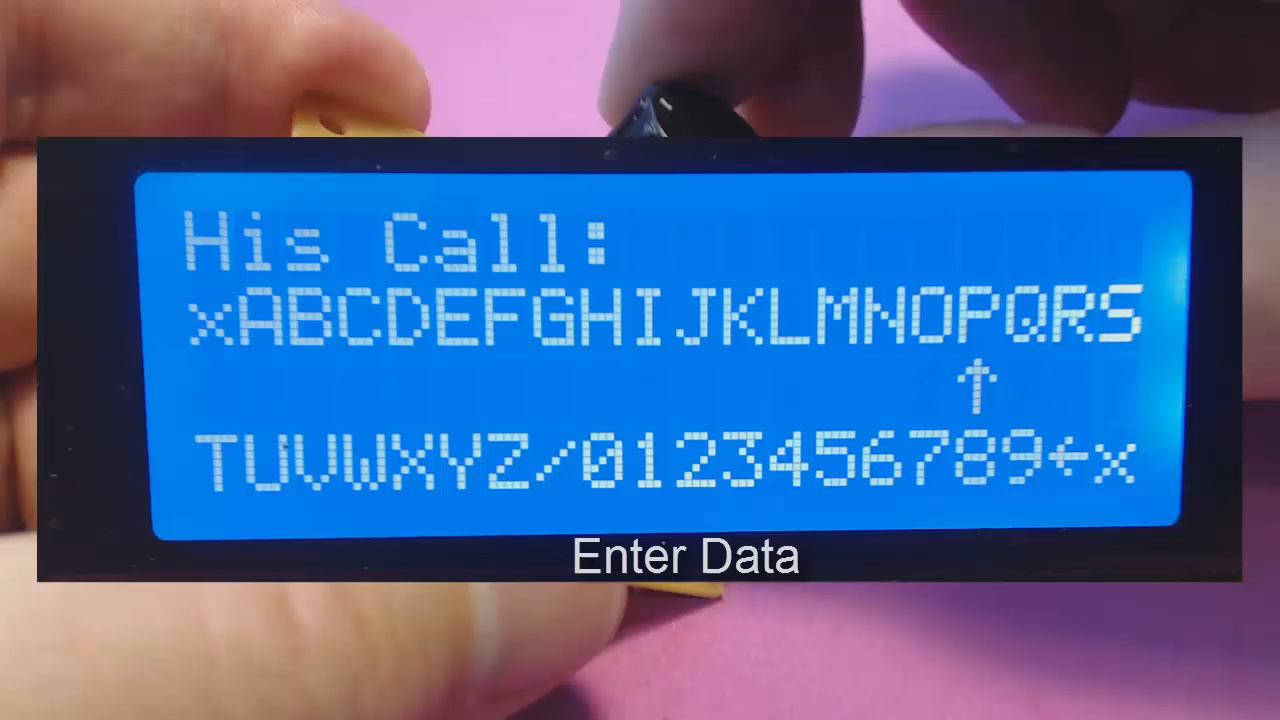 His Call:
xABCDEFGHIJKLMNOPQRS
↑
TUVWXYZ/0123456789←x
Enter Data